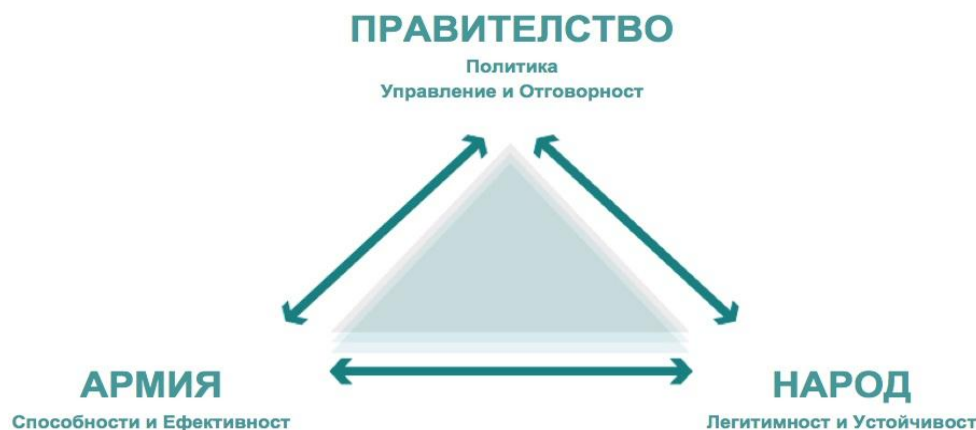 ПРАВИТЕЛСТВО
Политика
Управление и Отговорност
АРМИЯ
Способности и Ефективност
НАРОД
Легитимност и Устойчивост